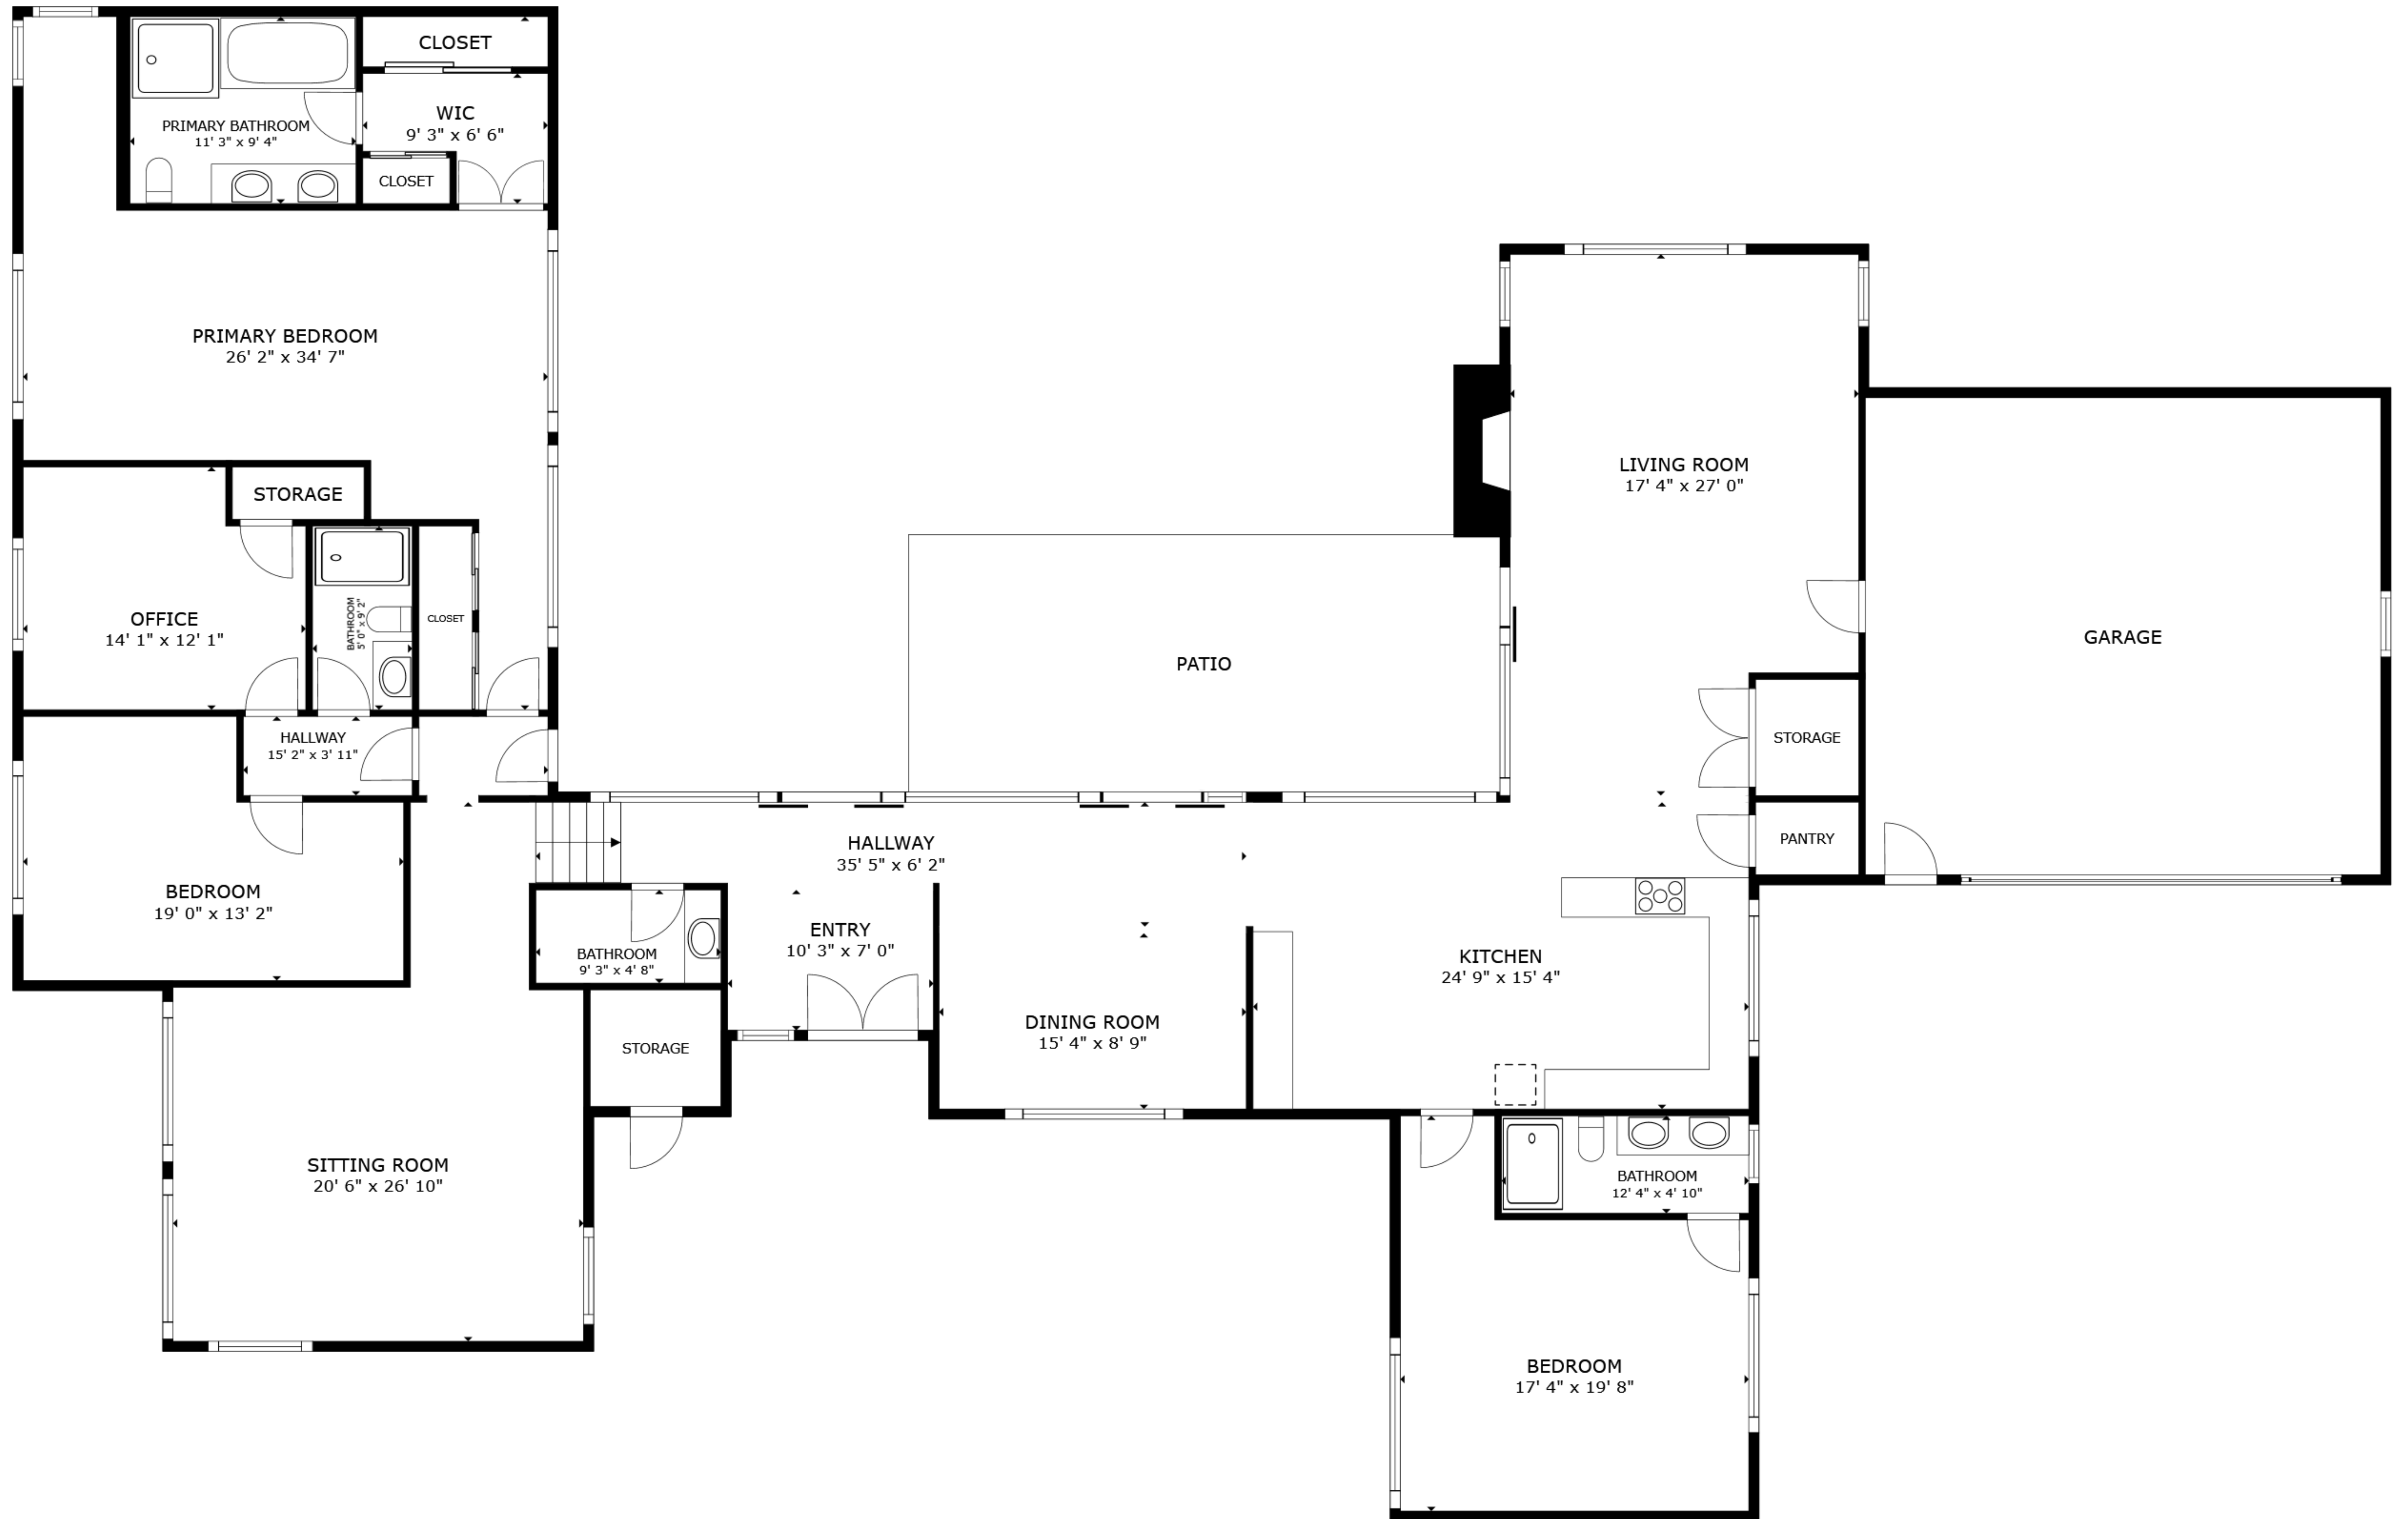 CLOSET
WIC
9' 3" x 6' 6"
PRIMARY BATHROOM
11' 3" x 9' 4"
CLOSET
PRIMARY BEDROOM
26' 2" x 34' 7"
LIVING ROOM
17' 4" x 27' 0"
STORAGE
OFFICE
14' 1" x 12' 1"
BATHROOM
5' 0" x 9' 2"
CLOSET
GARAGE
PATIO
HALLWAY
15' 2" x 3' 11"
STORAGE
PANTRY
HALLWAY
35' 5" x 6' 2"
BEDROOM
19' 0" x 13' 2"
ENTRY
10' 3" x 7' 0"
BATHROOM
9' 3" x 4' 8"
KITCHEN
24' 9" x 15' 4"
DINING ROOM
15' 4" x 8' 9"
STORAGE
SITTING ROOM
20' 6" x 26' 10"
BATHROOM
12' 4" x 4' 10"
BEDROOM
17' 4" x 19' 8"